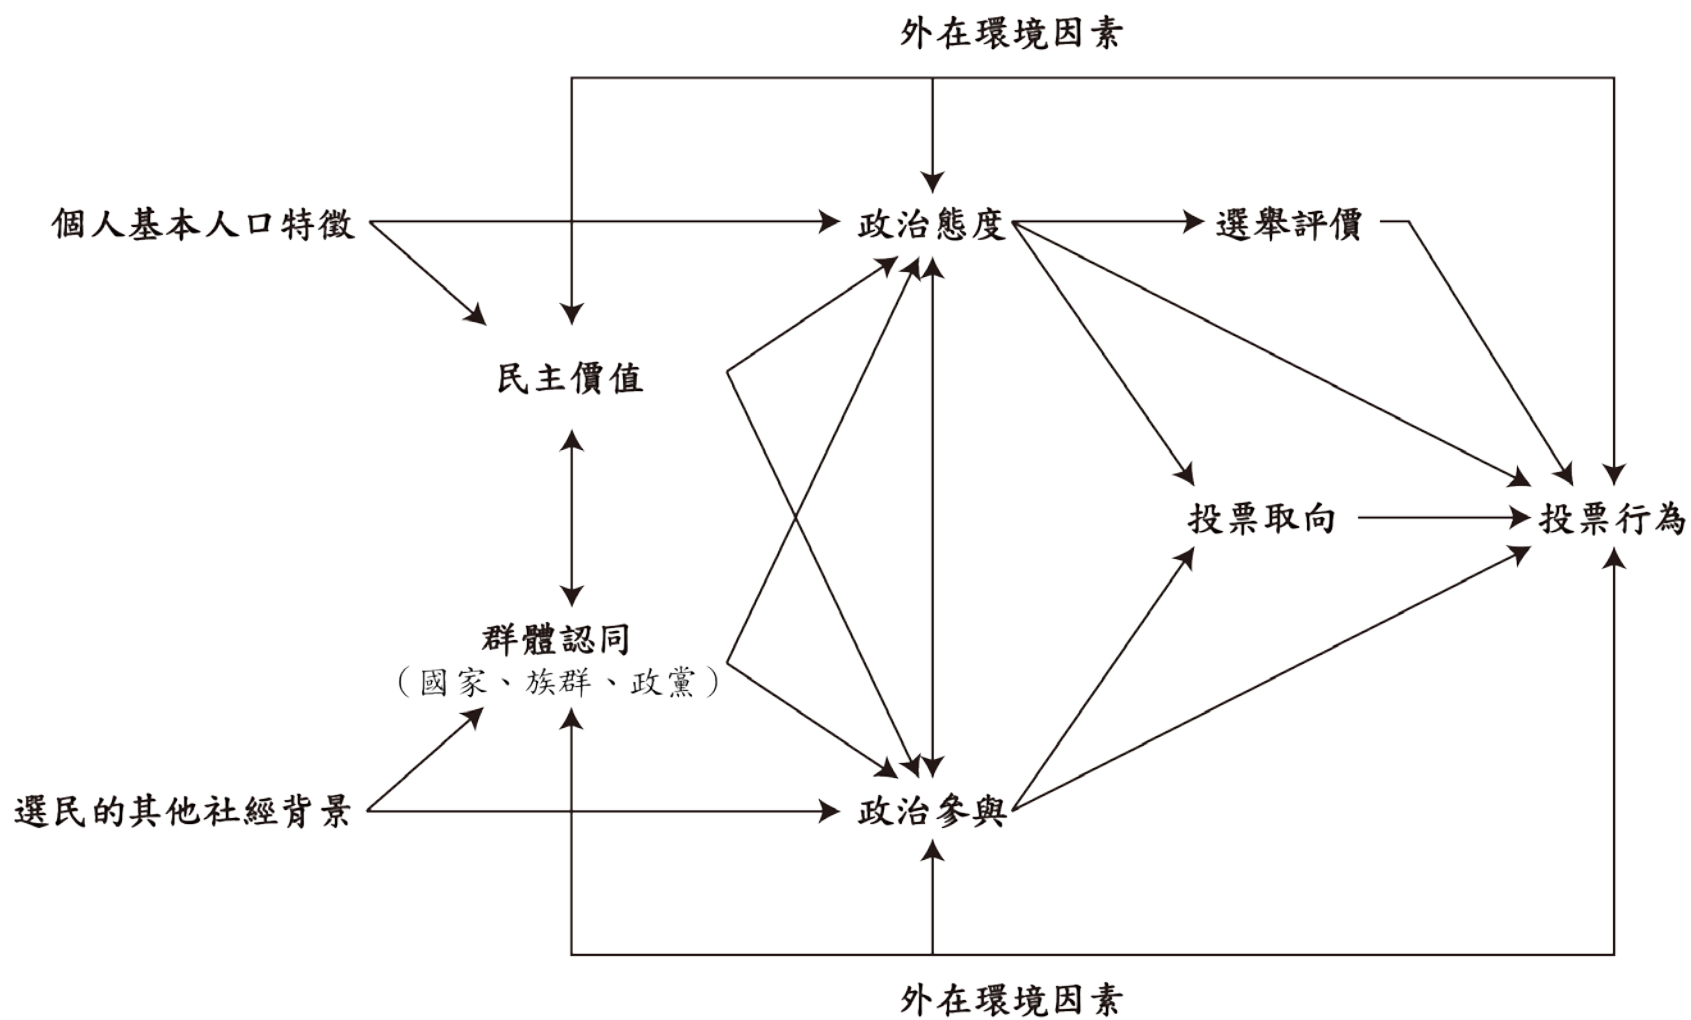 外在環境因素
個人基本人口特徵
政治態度
選舉評價
民主價值
投票取向
投票行為
群體認同
（國家、族群、政黨）
選民的其他社經背景
政治參與
外在環境因素